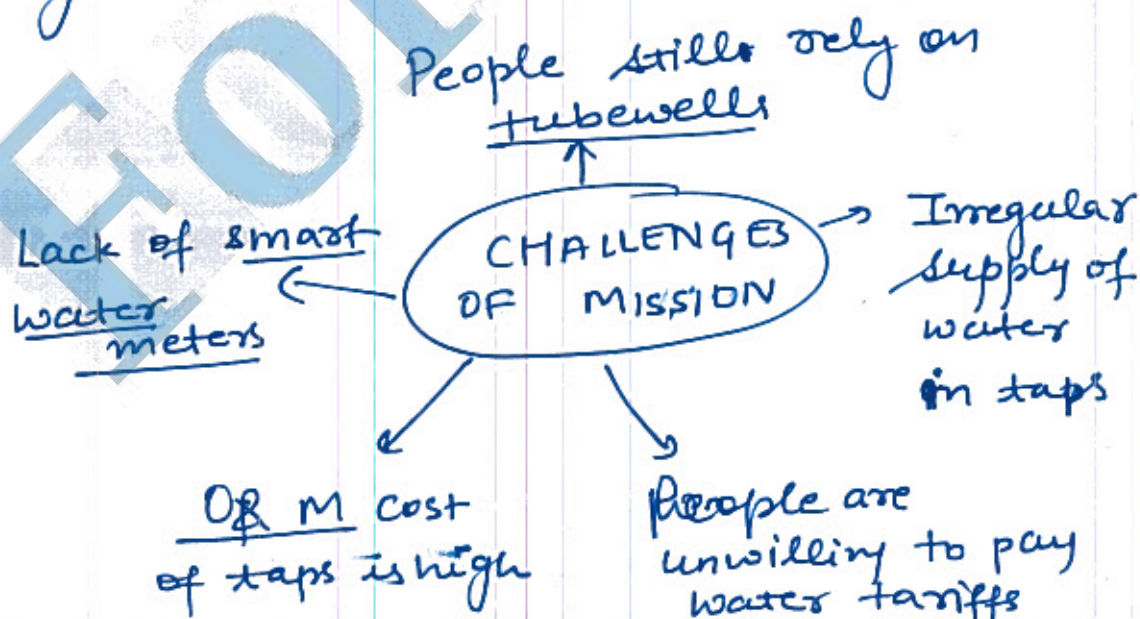 People still rely on
tubewells
CHALLENGES
OF MISSION
Irregular
supply of
water
in taps
Lack of smart
water
meters
O& M cost
of taps is high
People are
unwilling to pay
water tariffs